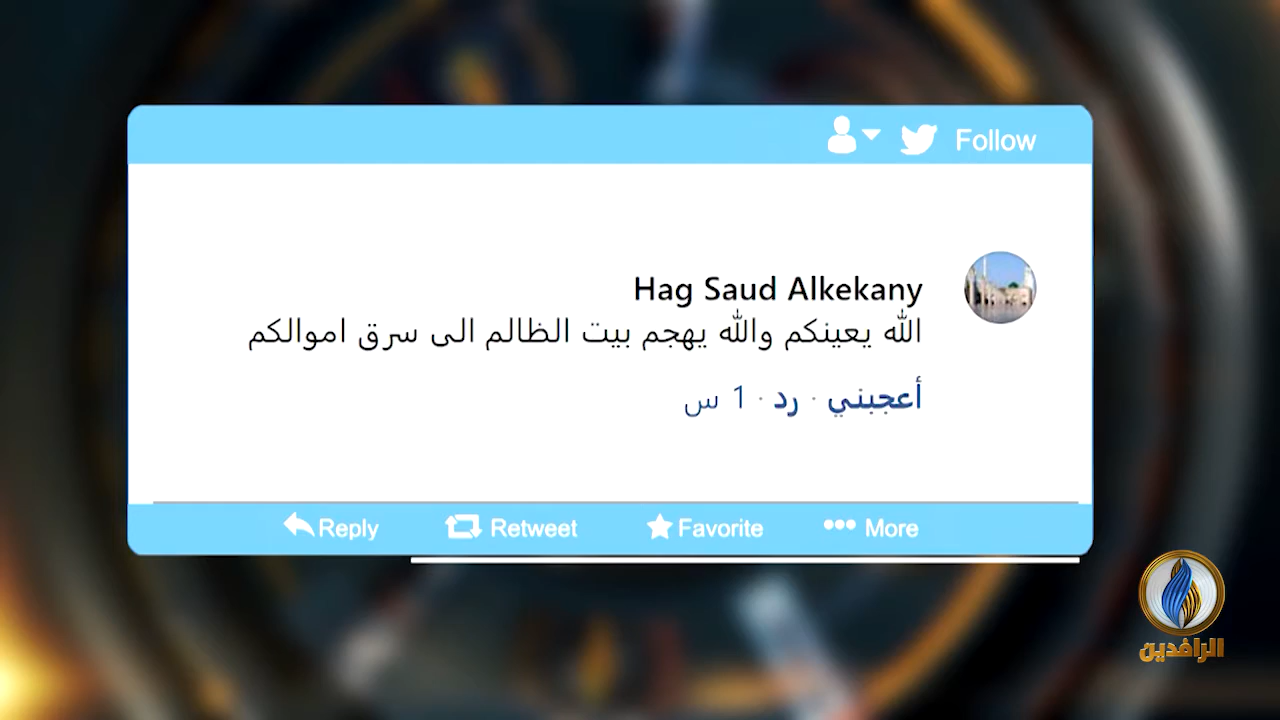 Follow
Hag Saud Alkekany
الله يعينكم والله يهجم بيت الظالم الى سرق اموالكم
أعجبني · رد · 1 س
Reply Retweet Favorite More
الرافدين